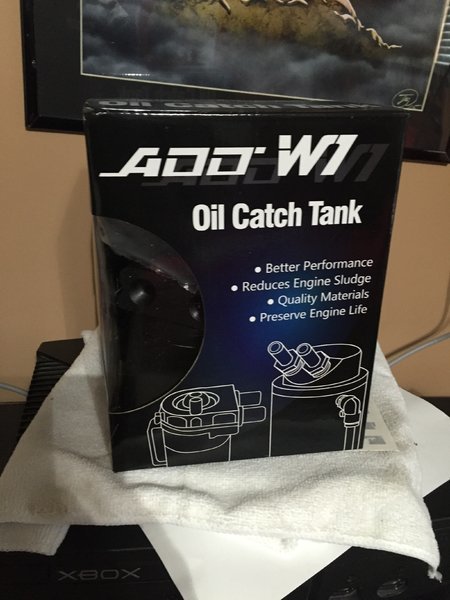 Oil Catch Tank
ADD W1
Oil Catch Tank
• Better Performance
• Reduces Engine Sludge
• Quality Materials
• Preserve Engine Life
XBOX